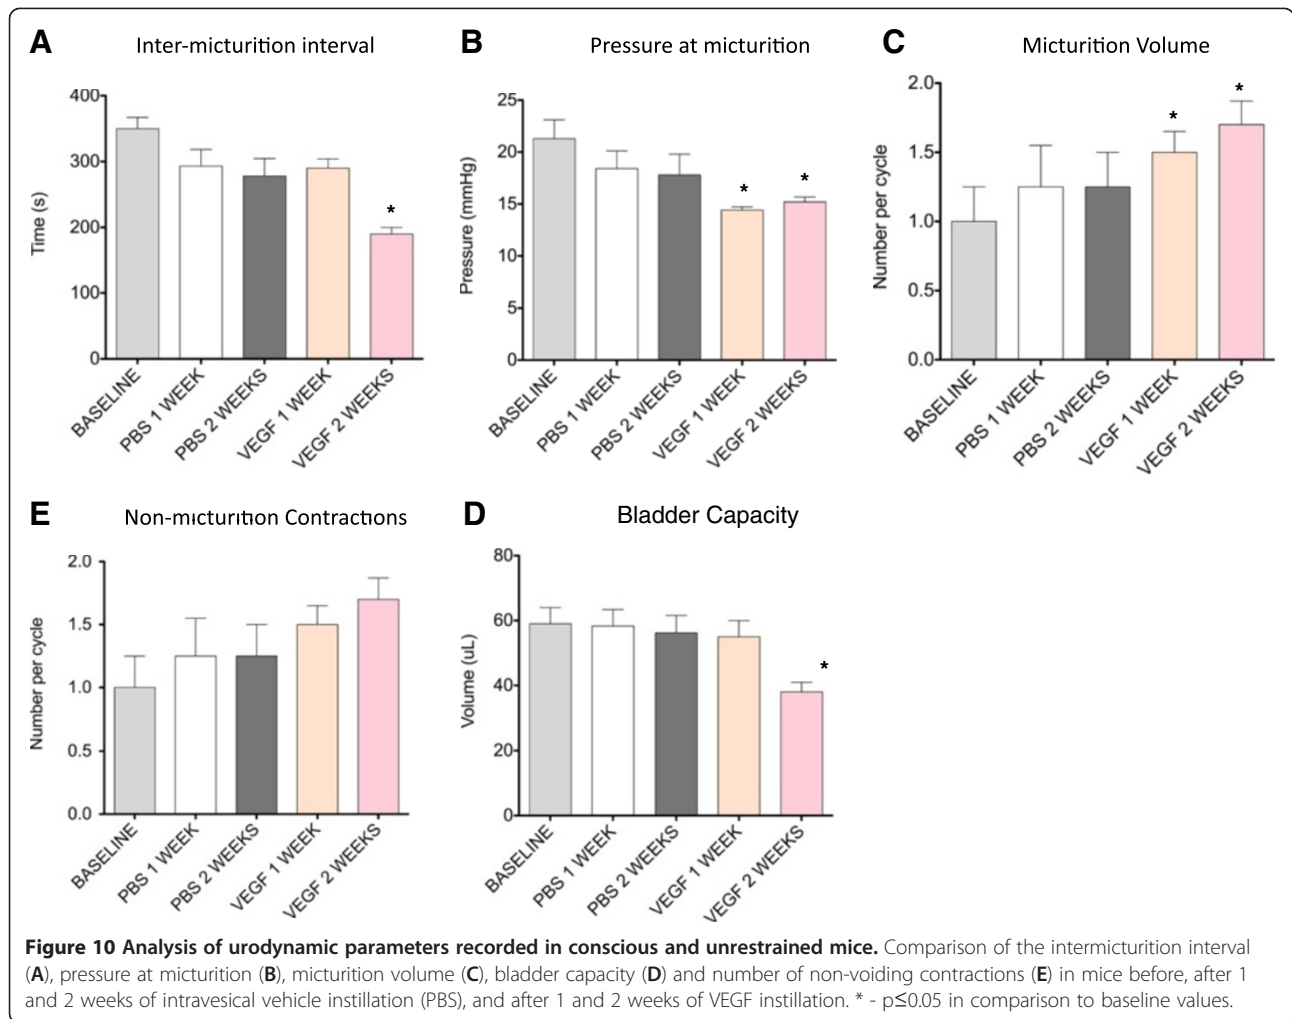 A Inter-micturition interval
400
300
200
100
0
Time (s)
*
BASELINE
PBS 1 WEEK
PBS 2 WEEKS
VEGF 1 WEEK
VEGF 2 WEEKS
B Pressure at micturition
25
20
15
10
5
0
Pressure (mmHg)
*
*
BASELINE
PBS 1 WEEK
PBS 2 WEEKS
VEGF 1 WEEK
VEGF 2 WEEKS
C Micturition Volume
2.0
1.5
1.0
0.5
0.0
Number per cycle
*
*
BASELINE
PBS 1 WEEK
PBS 2 WEEKS
VEGF 1 WEEK
VEGF 2 WEEKS
E Non-micturition Contractions
2.0
1.5
1.0
0.5
0.0
Number per cycle
BASELINE
PBS 1 WEEK
PBS 2 WEEKS
VEGF 1 WEEK
VEGF 2 WEEKS
D Bladder Capacity
80
60
40
20
0
Volume (uL)
*
BASELINE
PBS 1 WEEK
PBS 2 WEEKS
VEGF 1 WEEK
VEGF 2 WEEKS
Figure 10 Analysis of urodynamic parameters recorded in conscious and unrestrained mice. Comparison of the intermicturition interval
(A), pressure at micturition (B), micturition volume (C), bladder capacity (D) and number of non-voiding contractions (E) in mice before, after 1
and 2 weeks of intravesical vehicle instillation (PBS), and after 1 and 2 weeks of VEGF instillation. * - p≤0.05 in comparison to baseline values.